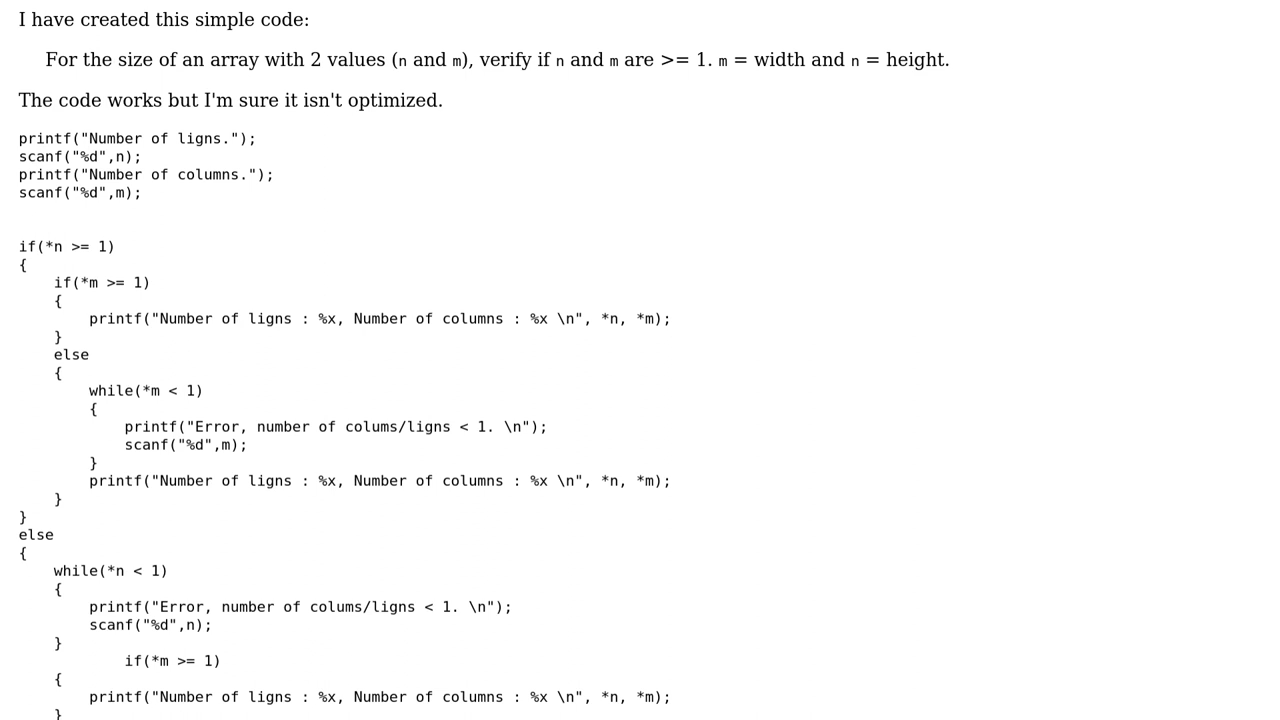 I have created this simple code:
For the size of an array with 2 values (n and m), verify if n and m are >= 1. m = width and n = height.
The code works but I'm sure it isn't optimized.
printf("Number of ligns.");
scanf("%d",n);
printf("Number of columns.");
scanf("%d",m);
if(*n >= 1)
{
    if(*m >= 1)
    {
        printf("Number of ligns : %x, Number of columns : %x \n", *n, *m);
    }
    else
    {
        while(*m < 1)
        {
            printf("Error, number of colums/ligns < 1. \n");
            scanf("%d",m);
        }
        printf("Number of ligns : %x, Number of columns : %x \n", *n, *m);
    }
}
else
{
    while(*n < 1)
    {
        printf("Error, number of colums/ligns < 1. \n");
        scanf("%d",n);
    }
            if(*m >= 1)
    {
        printf("Number of ligns : %x, Number of columns : %x \n", *n, *m);
    }